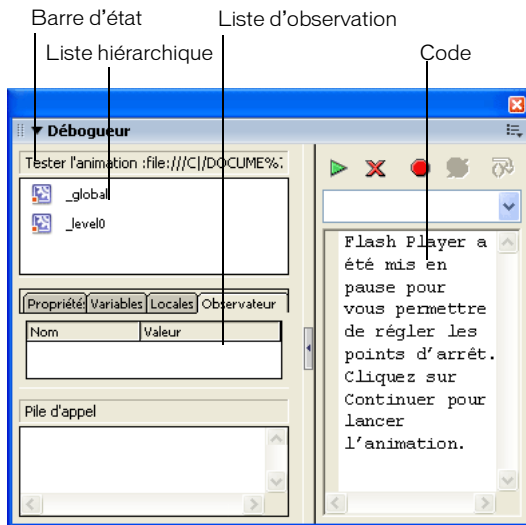 Barre d'état
Liste d'observation
Liste hiérarchique
Code
Débogueur
Tester l'animation :file:///C|/DOCUME%
_global
_level0
Propriété Variables Locales Observateur
Nom Valeur
Pile d'appel
Flash Player a
été mis en
pause pour
vous permettre
de régler les
points d'arrêt.
Cliquez sur
Continuer pour
lancer
l'animation.